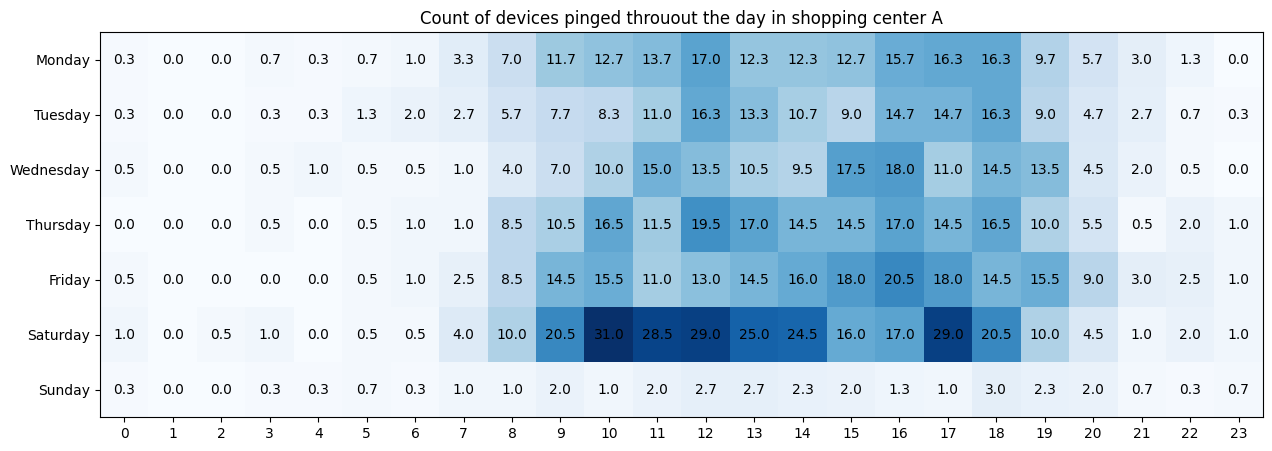 Count of devices pinged throuout the day in shopping center A
Monday 0.3 0.0 0.0 0.7 0.3 0.7 1.0 3.3 7.0 11.7 12.7 13.7 17.0 12.3 12.3 12.7 15.7 16.3 16.3 9.7 5.7 3.0 1.3 0.0
Tuesday 0.3 0.0 0.0 0.3 0.3 1.3 2.0 2.7 5.7 7.7 8.3 11.0 16.3 13.3 10.7 9.0 14.7 14.7 16.3 9.0 4.7 2.7 0.7 0.3
Wednesday 0.5 0.0 0.0 0.5 1.0 0.5 0.5 1.0 4.0 7.0 10.0 15.0 13.5 10.5 9.5 17.5 18.0 11.0 14.5 13.5 4.5 2.0 0.5 0.0
Thursday 0.0 0.0 0.0 0.5 0.0 0.5 1.0 1.0 8.5 10.5 16.5 11.5 19.5 17.0 14.5 14.5 17.0 14.5 16.5 10.0 5.5 0.5 2.0 1.0
Friday 0.5 0.0 0.0 0.0 0.0 0.5 1.0 2.5 8.5 14.5 15.5 11.0 13.0 14.5 16.0 18.0 20.5 18.0 14.5 15.5 9.0 3.0 2.5 1.0
Saturday 1.0 0.0 0.5 1.0 0.0 0.5 0.5 4.0 10.0 20.5 31.0 28.5 29.0 25.0 24.5 16.0 17.0 29.0 20.5 10.0 4.5 1.0 2.0 1.0
Sunday 0.3 0.0 0.0 0.3 0.3 0.7 0.3 1.0 1.0 2.0 1.0 2.0 2.7 2.7 2.3 2.0 1.3 1.0 3.0 2.3 2.0 0.7 0.3 0.7
0 1 2 3 4 5 6 7 8 9 10 11 12 13 14 15 16 17 18 19 20 21 22 23